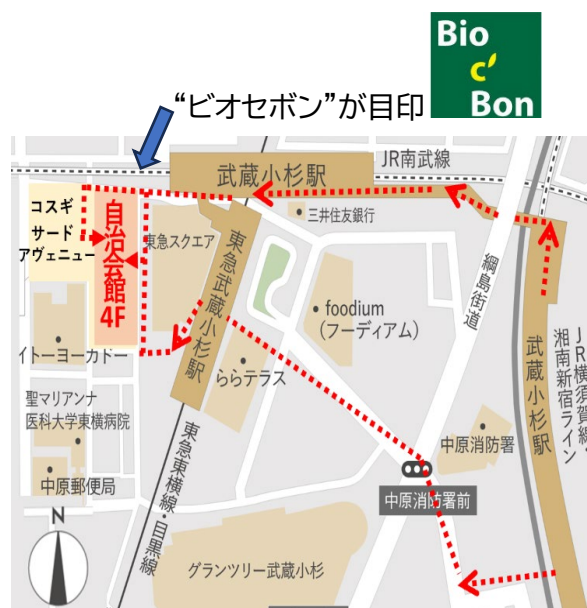 Bio
c'
Bon
“ビオセボン”が目印
JR南武線
武蔵小杉駅
コスギ
サード
アヴェニュー
自治会館
4F
東急スクエア
三井住友銀行
東急武蔵小杉駅
綱島街道
foodium
(フーディアム)
イトーヨーカドー
ららテラス
武蔵小杉駅
JR横須賀線・
湘南新宿ライン
聖マリアンナ
医科大学東横病院
中原消防署
中原郵便局
中原消防署前
東急東横線・目黒線
N
グランツリー武蔵小杉